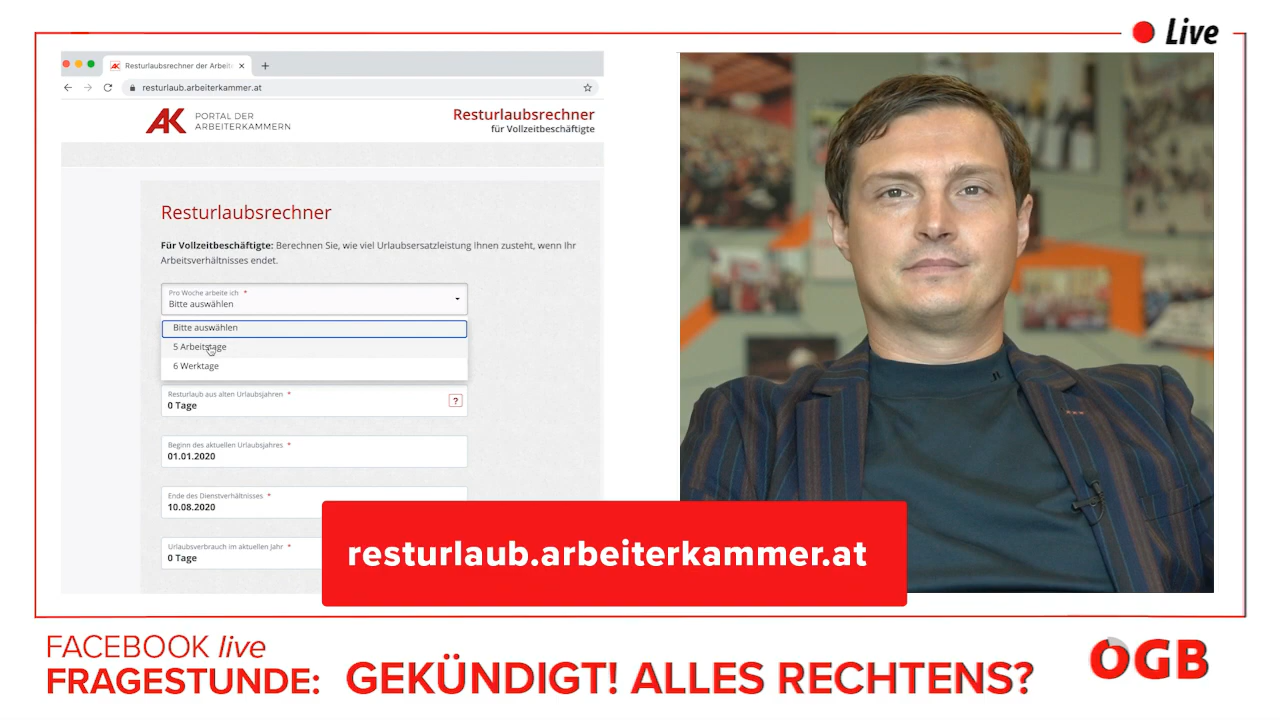 Live
Resturlaubsrechner der Arbeit
resturlaub.arbeiterkammer.at
AK
PORTAL DER
ARBEITERKAMMERN
Resturlaubsrechner
für Vollzeitbeschäftigte
Resturlaubsrechner
Für Vollzeitbeschäftigte: Berechnen Sie, wie viel Urlaubsersatzleistung Ihnen zusteht, wenn Ihr
Arbeitsverhältnisses endet.
Pro Woche arbeite ich *
Bitte auswählen
Bitte auswählen
5 Arbeitstage
6 Werktage
Resturlaub aus alten Urlaubsjahren *
0 Tage
?
Beginn des aktuellen Urlaubsjahres *
01.01.2020
Ende des Dienstverhältnisses *
10.08.2020
Urlaubsverbrauch im aktuellen Jahr *
0 Tage
resturlaub.arbeiterkammer.at
FACEBOOK live
FRAGESTUNDE: GEKÜNDIGT! ALLES RECHTENS?
ÖGB